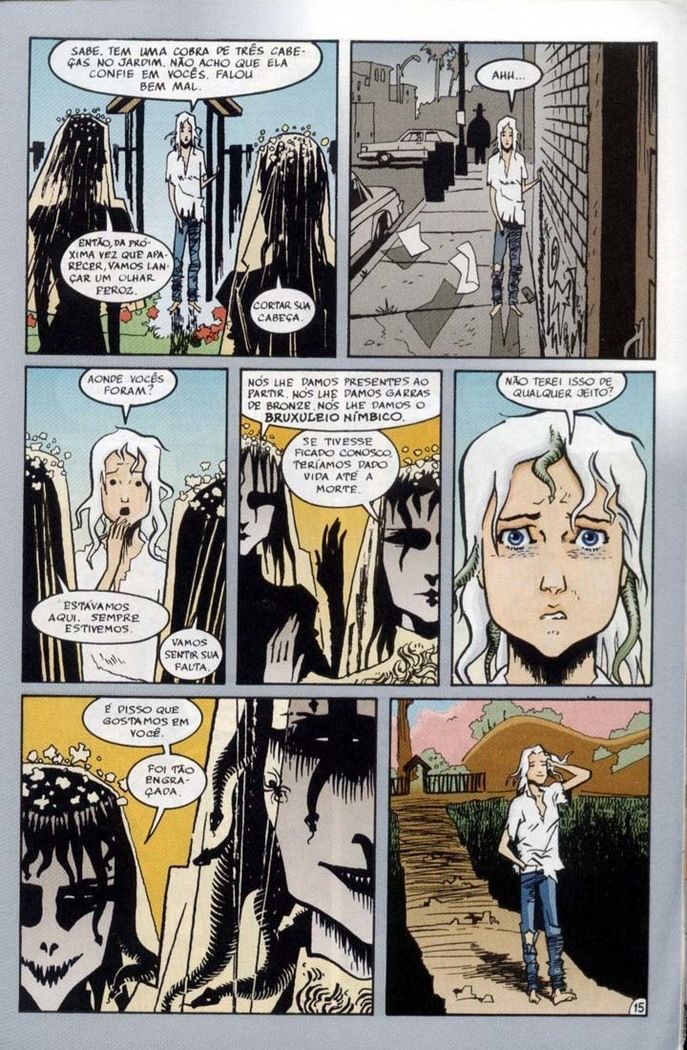 SABE, TEM UMA COBRA DE TRÊS CABE-
ÇAS NO JARDIM. NÃO ACHO QUE ELA
CONFIE EM VOCÊS. FALOU
BEM MAL.
ENTÃO, DA PRÓ-
XIMA VEZ QUE APA-
RECER, VAMOS LAN-
ÇAR UM OLHAR
FEROZ.
CORTAR SUA
CABEÇA.
AHH...
AONDE VOCÊS
FORAM?
ESTÁVAMOS
AQUI. SEMPRE
ESTIVEMOS.
VAMOS
SENTIR SUA
FALTA.
NÓS LHE DAMOS PRESENTES AO
PARTIR. NÓS LHE DAMOS GARRAS
DE BRONZE. NÓS LHE DAMOS O
BRUXULEIO NÍMBICO.
SE TIVESSE
FICADO CONOSCO,
TERÍAMOS DADO
VIDA ATÉ A
MORTE.
NÃO TEREI ISSO DE
QUALQUER JEITO?
É DISSO QUE
GOSTAMOS EM
VOCÊ.
FOI TÃO
ENGRA-
ÇADA.
15